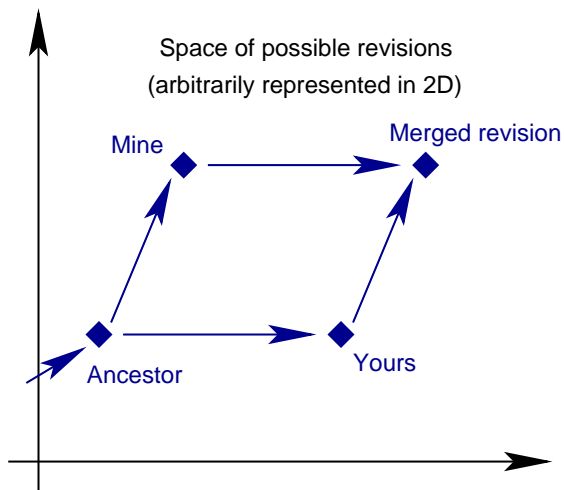 Space of possible revisions
(arbitrarily represented in 2D)
Merged revision
Mine
Yours
Ancestor